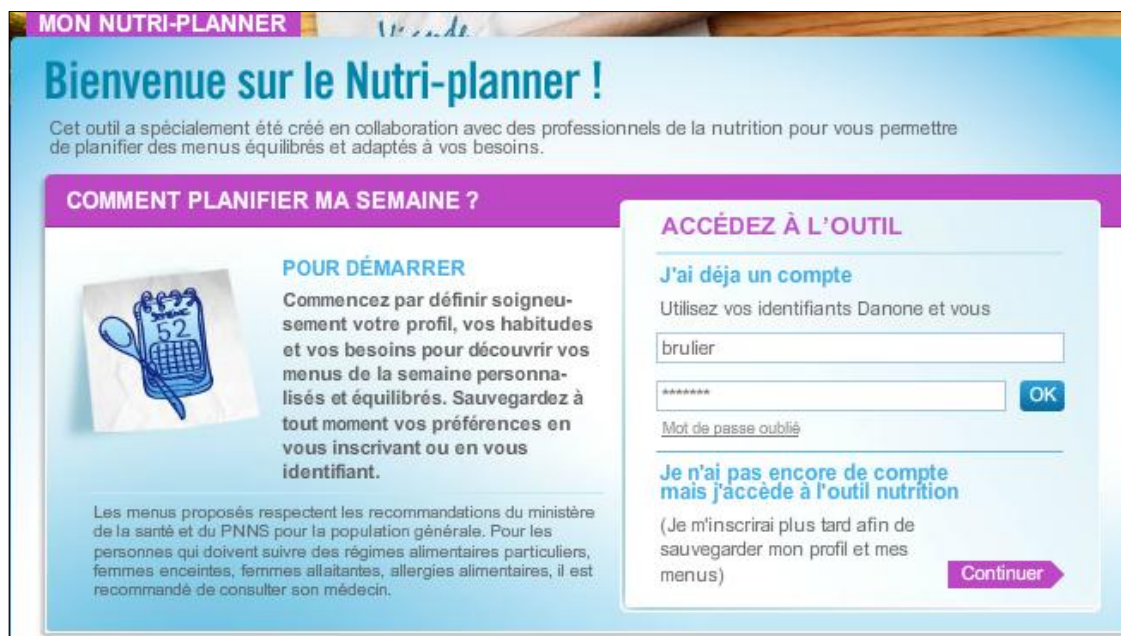 MON NUTRI-PLANNER
Viande
Bienvenue sur le Nutri-planner !
Cet outil a spécialement été créé en collaboration avec des professionnels de la nutrition pour vous permettre
de planifier des menus équilibrés et adaptés à vos besoins.
COMMENT PLANIFIER MA SEMAINE ?
POUR DÉMARRER
Commencez par définir soigneu-
sement votre profil, vos habitudes
et vos besoins pour découvrir vos
menus de la semaine personna-
lisés et équilibrés. Sauvegardez à
tout moment vos préférences en
vous inscrivant ou en vous
identifiant.
SEMAINE
52
Les menus proposés respectent les recommandations du ministère
de la santé et du PNNS pour la population générale. Pour les
personnes qui doivent suivre des régimes alimentaires particuliers,
femmes enceintes, femmes allaitantes, allergies alimentaires, il est
recommandé de consulter son médecin.
ACCÉDEZ À L'OUTIL
J'ai déja un compte
Utilisez vos identifiants Danone et vous
brulier
*******
OK
Mot de passe oublié
Je n'ai pas encore de compte
mais j'accède à l'outil nutrition
(Je m'inscrirai plus tard afin de
sauvegarder mon profil et mes
menus)
Continuer